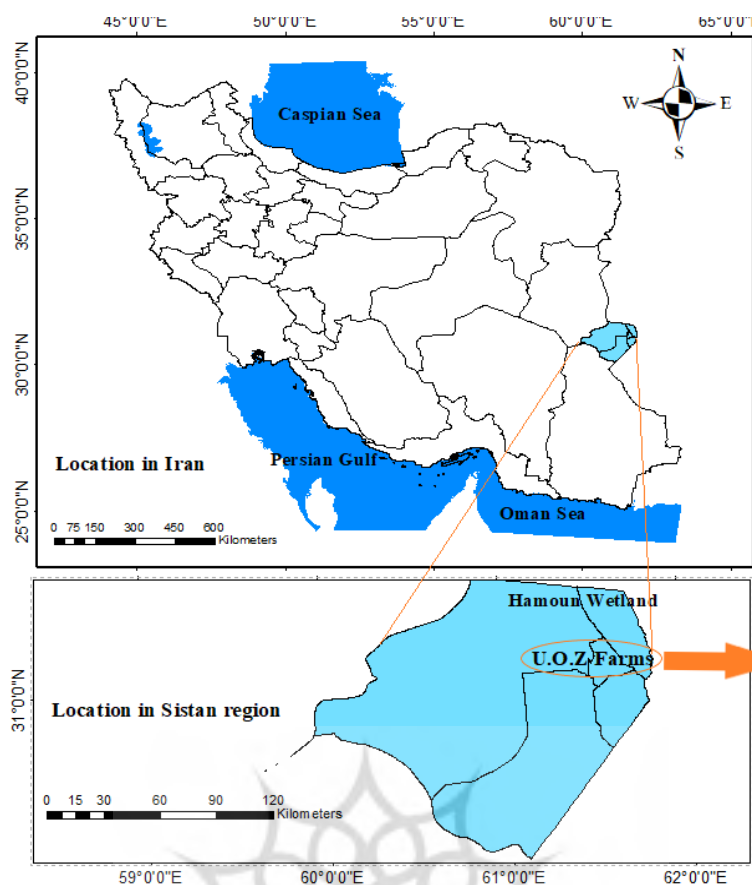 45°0'0"E 50°0'0"E 55°0'0"E 60°0'0"E 65°0'0"E
40°0'0"N
35°0'0"N
30°0'0"N
25°0'0"N
N
W E
S
Caspian Sea
Persian Gulf
Oman Sea
Location in Iran
0 75 150 300 450 600
Kilometers
Hamoun Wetland
U.O.Z Farms
31°0'0"N
Location in Sistan region
0 15 30 60 90 120
Kilometers
59°0'0"E 60°0'0"E 61°0'0"E 62°0'0"E